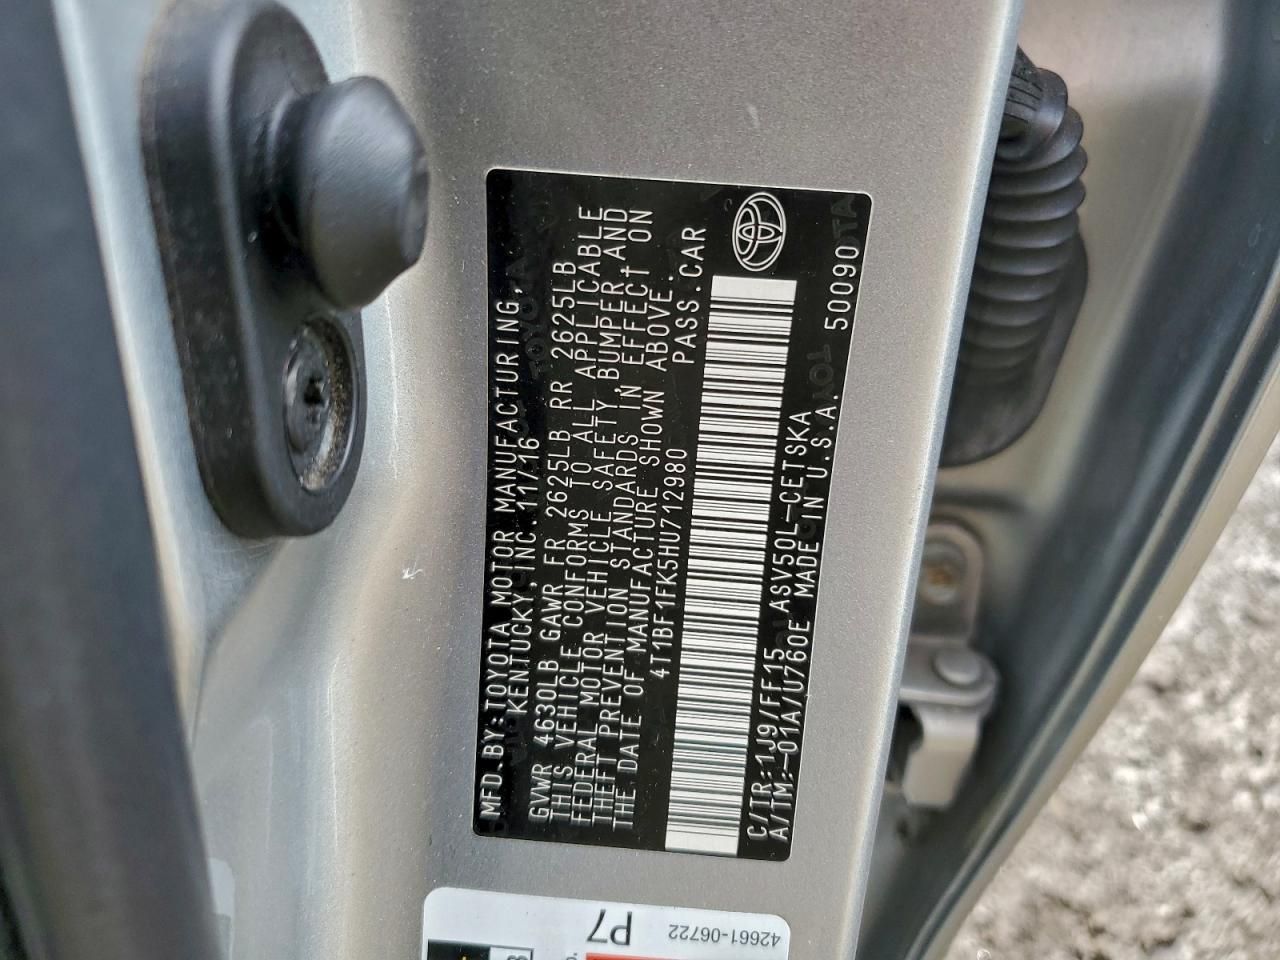 MFD.BY:TOYOTA MOTOR MANUFACTURING,
KENTUCKY, INC. 11/16
GVWR 4630LB GAWR FR 2625LB RR 2625LB
THIS VEHICLE CONFORMS TO ALL APPLICABLE
FEDERAL MOTOR VEHICLE SAFETY, BUMPER, AND
THEFT PREVENTION STANDARDS IN EFFECT ON
THE DATE OF MANUFACTURE SHOWN ABOVE.
4T1BF1FK5HU712980 PASS.CAR
C/TR:1J9/FF15 ASV50L-CETSKA
A/TM:-01A/U760E MADE IN U.S.A. 50090
P7
42661-06722